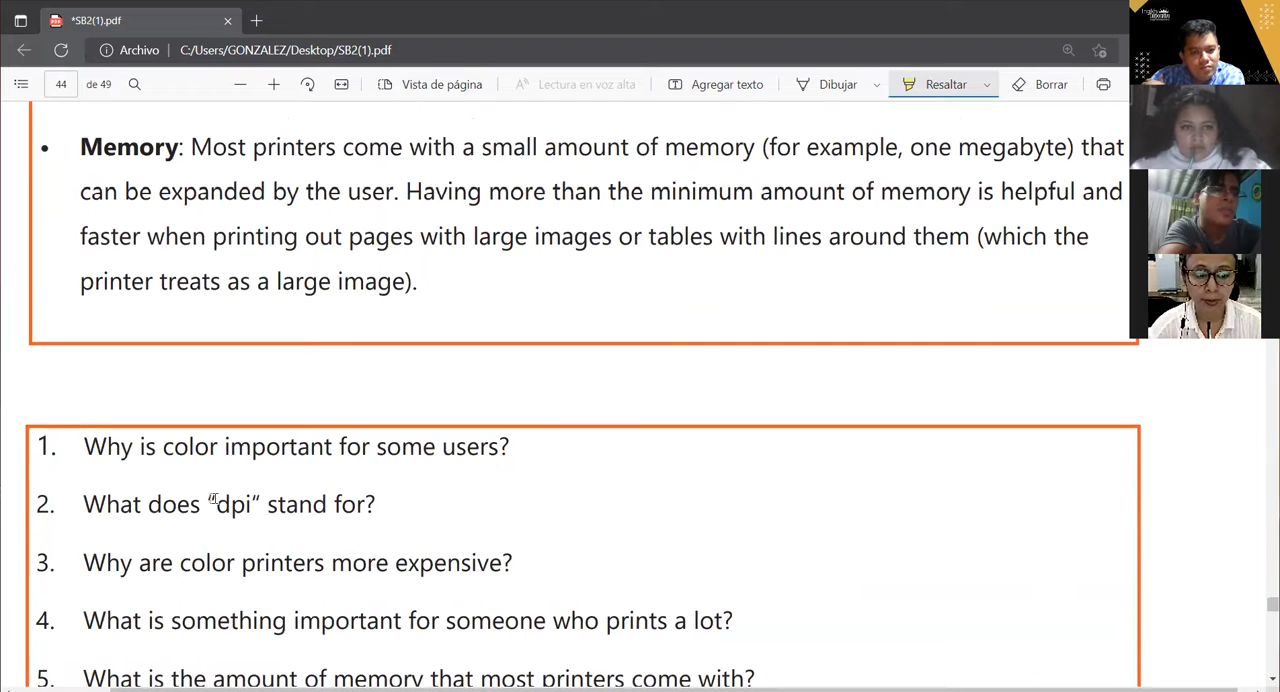 *SB2(1).pdf
Archivo C:/Users/GONZALEZ/Desktop/SB2(1).pdf
44 de 49 Vista de página Lectura en voz alta Agregar texto Dibujar Resaltar Borrar
• Memory: Most printers come with a small amount of memory (for example, one megabyte) that
can be expanded by the user. Having more than the minimum amount of memory is helpful and
faster when printing out pages with large images or tables with lines around them (which the
printer treats as a large image).
1. Why is color important for some users?
2. What does “dpi“ stand for?
3. Why are color printers more expensive?
4. What is something important for someone who prints a lot?
5. What is the amount of memory that most printers come with?